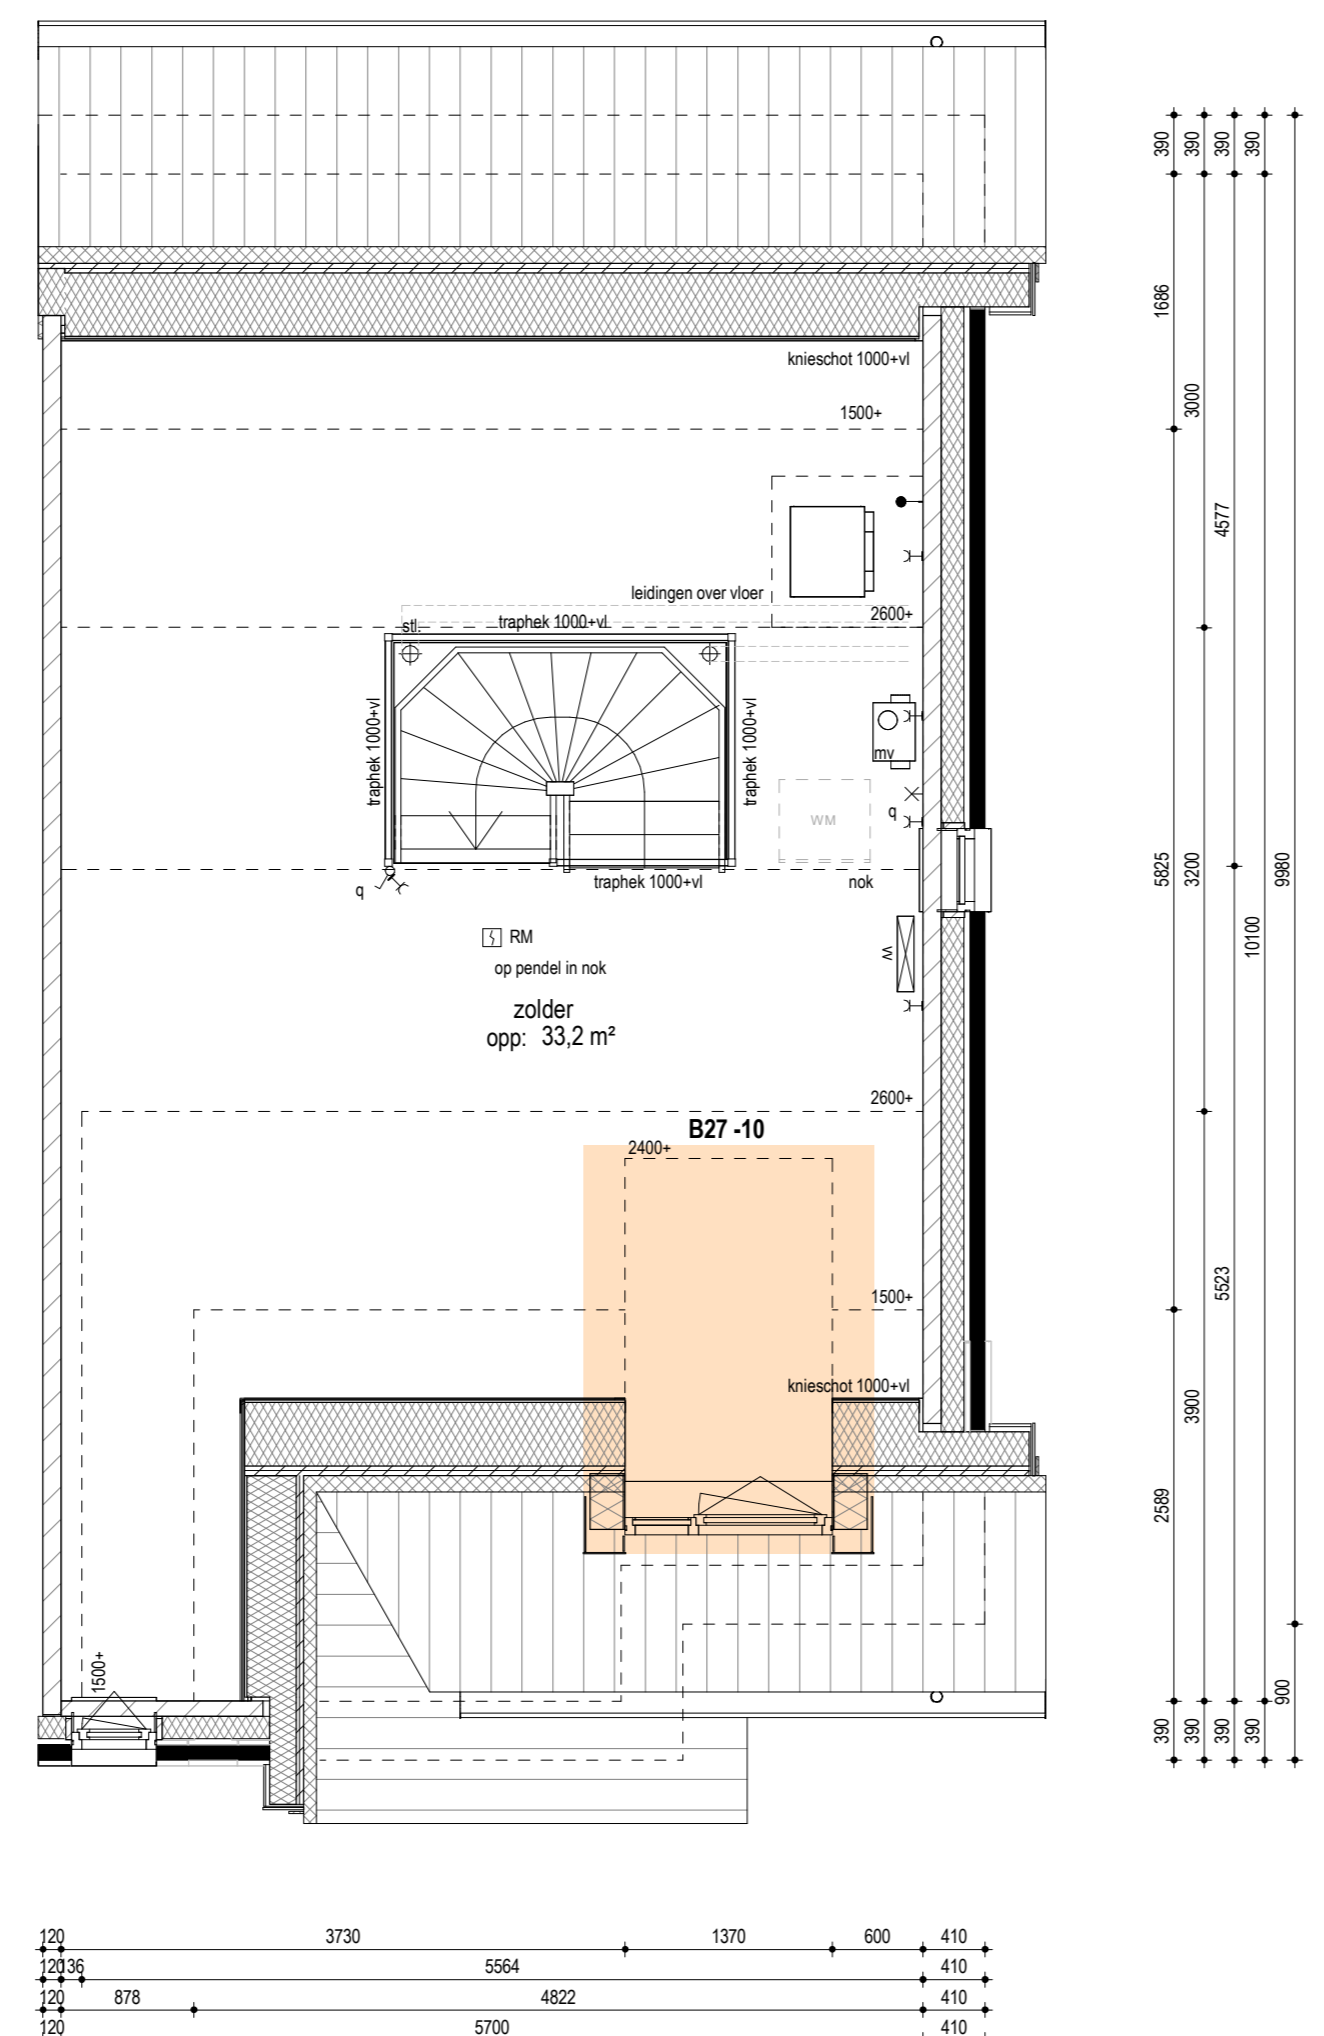 knieschot 1000+vl
1500+
leidingen over vloer
2600+
stl.
traphek 1000+vl
traphek 1000+vl
traphek 1000+vl
mv
WM
q
q
traphek 1000+vl
nok
RM
op pendel in nok
W
zolder
opp: 33,2 m²
2600+
B27 -10
2400+
1500+
knieschot 1000+vl
1500+
390 390 390 390
1686
3000
4577
5825
3200
9980
10100
5523
3900
2589
900
390 390 390 390
120 3730 1370 600 410
120 136 5564 410
120 878 4822 410
120 5700 410